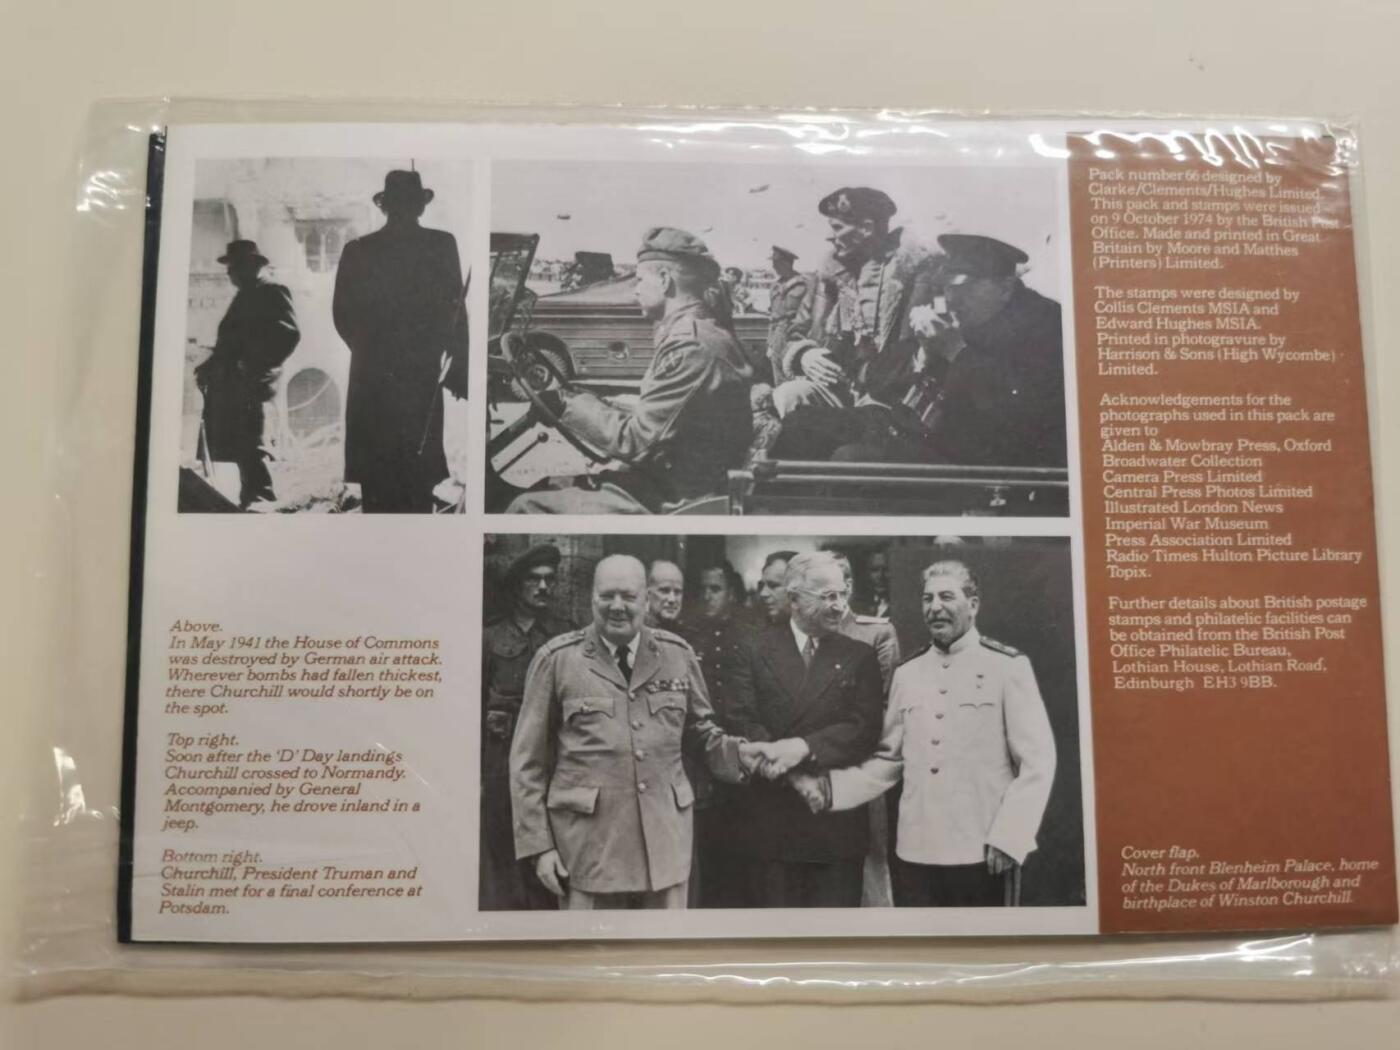 Above.
In May 1941 the House of Commons
was destroyed by German air attack.
Wherever bombs had fallen thickest,
there Churchill would shortly be on
the spot.
Top right.
Soon after the 'D' Day landings
Churchill crossed to Normandy.
Accompanied by General
Montgomery, he drove inland in a
jeep.
Bottom right.
Churchill, President Truman and
Stalin met for a final conference at
Potsdam.
Pack number 66 designed by
Clarke/Clements/Hughes Limited.
This pack and stamps were issued
on 9 October 1974 by the British Post
Office. Made and printed in Great
Britain by Moore and Matthes
(Printers) Limited.
The stamps were designed by
Collis Clements MSIA and
Edward Hughes MSIA.
Printed in photogravure by
Harrison & Sons (High Wycombe)
Limited.
Acknowledgements for the
photographs used in this pack are
given to
Alden & Mowbray Press, Oxford
Broadwater Collection
Camera Press Limited
Central Press Photos Limited
Illustrated London News
Imperial War Museum
Press Association Limited
Radio Times Hulton Picture Library
Topix.
Further details about British postage
stamps and philatelic facilities can
be obtained from the British Post
Office Philatelic Bureau,
Lothian House, Lothian Road,
Edinburgh EH3 9BB.
Cover flap.
North front Blenheim Palace, home
of the Dukes of Marlborough and
birthplace of Winston Churchill.